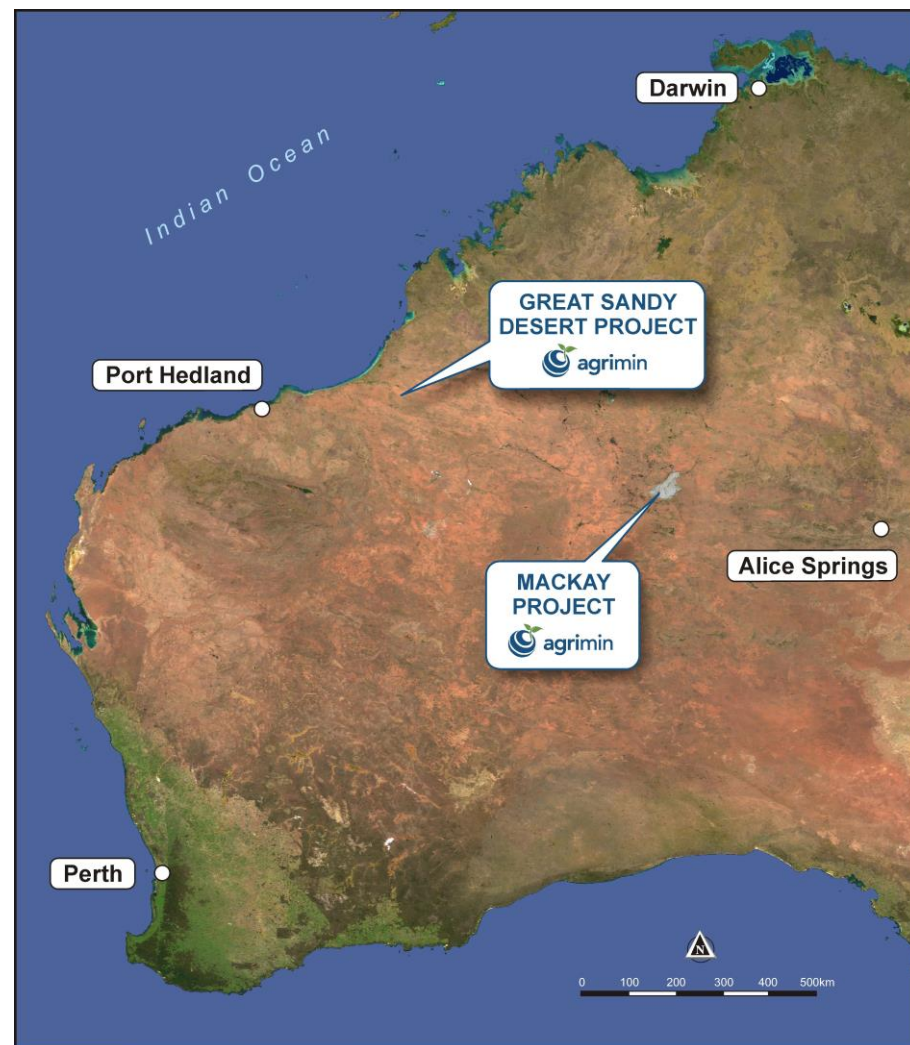 Darwin
Indian Ocean
GREAT SANDY
DESERT PROJECT
agrimin
Port Hedland
Alice Springs
MACKAY
PROJECT
agrimin
Perth
N
0 100 200 300 400 500km